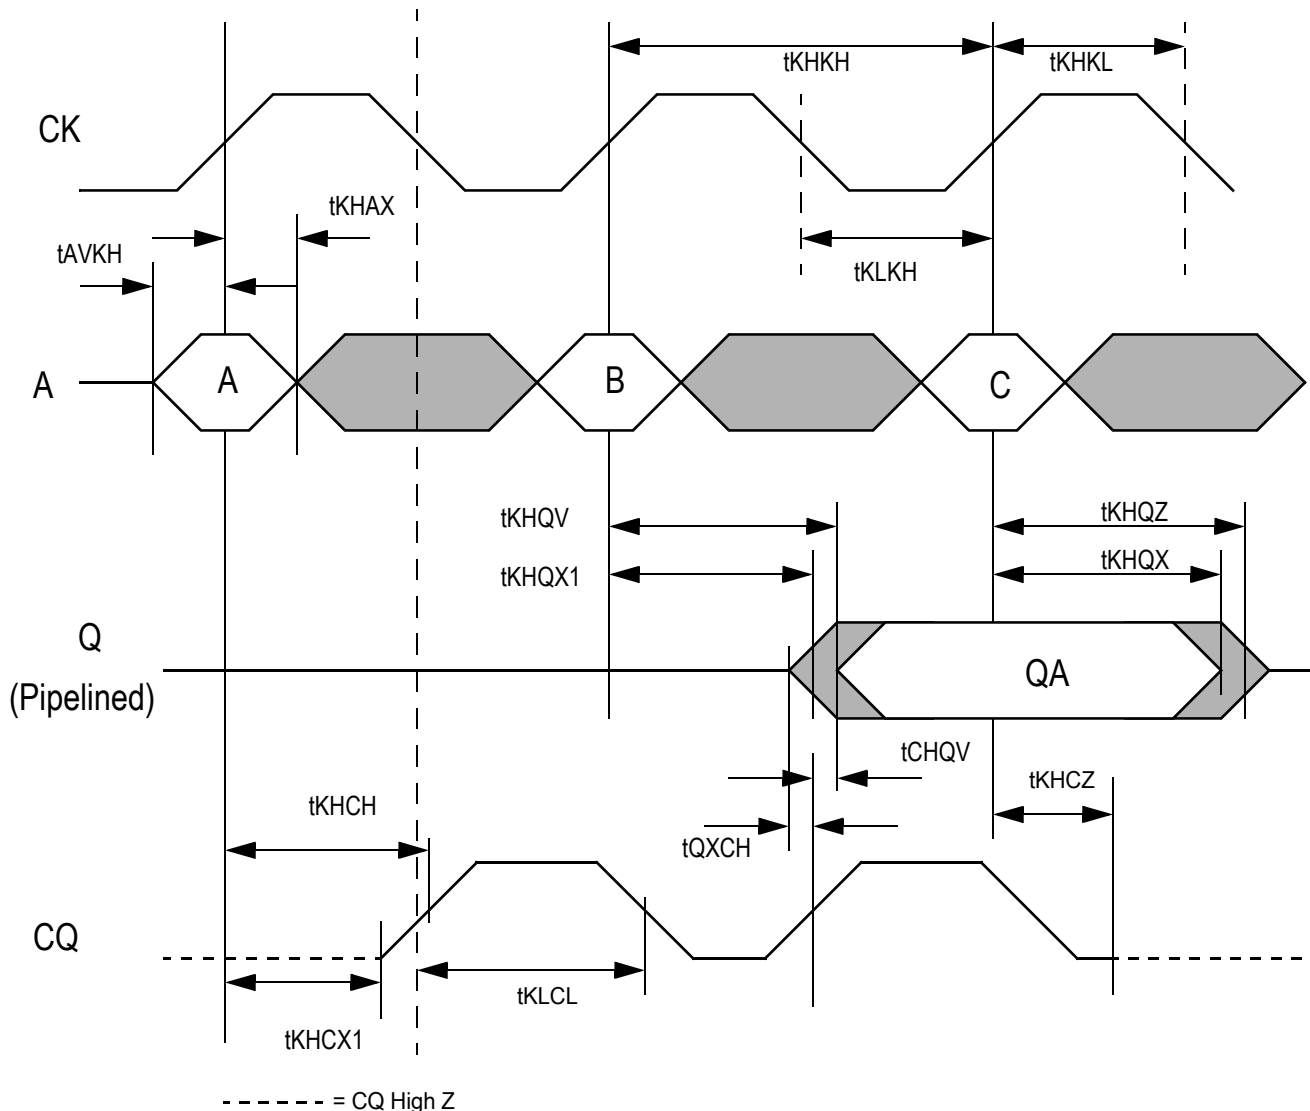 tKHKH
tKHKL
CK
tKHAX
tAVKH
tKLKH
A
A
B
C
tKHQV
tKHQZ
tKHQX1
tKHQX
Q
(Pipelined)
QA
tCHQV
tKHCH
tKHCZ
tQXCH
CQ
tKLCL
tKHCX1
= CQ High Z